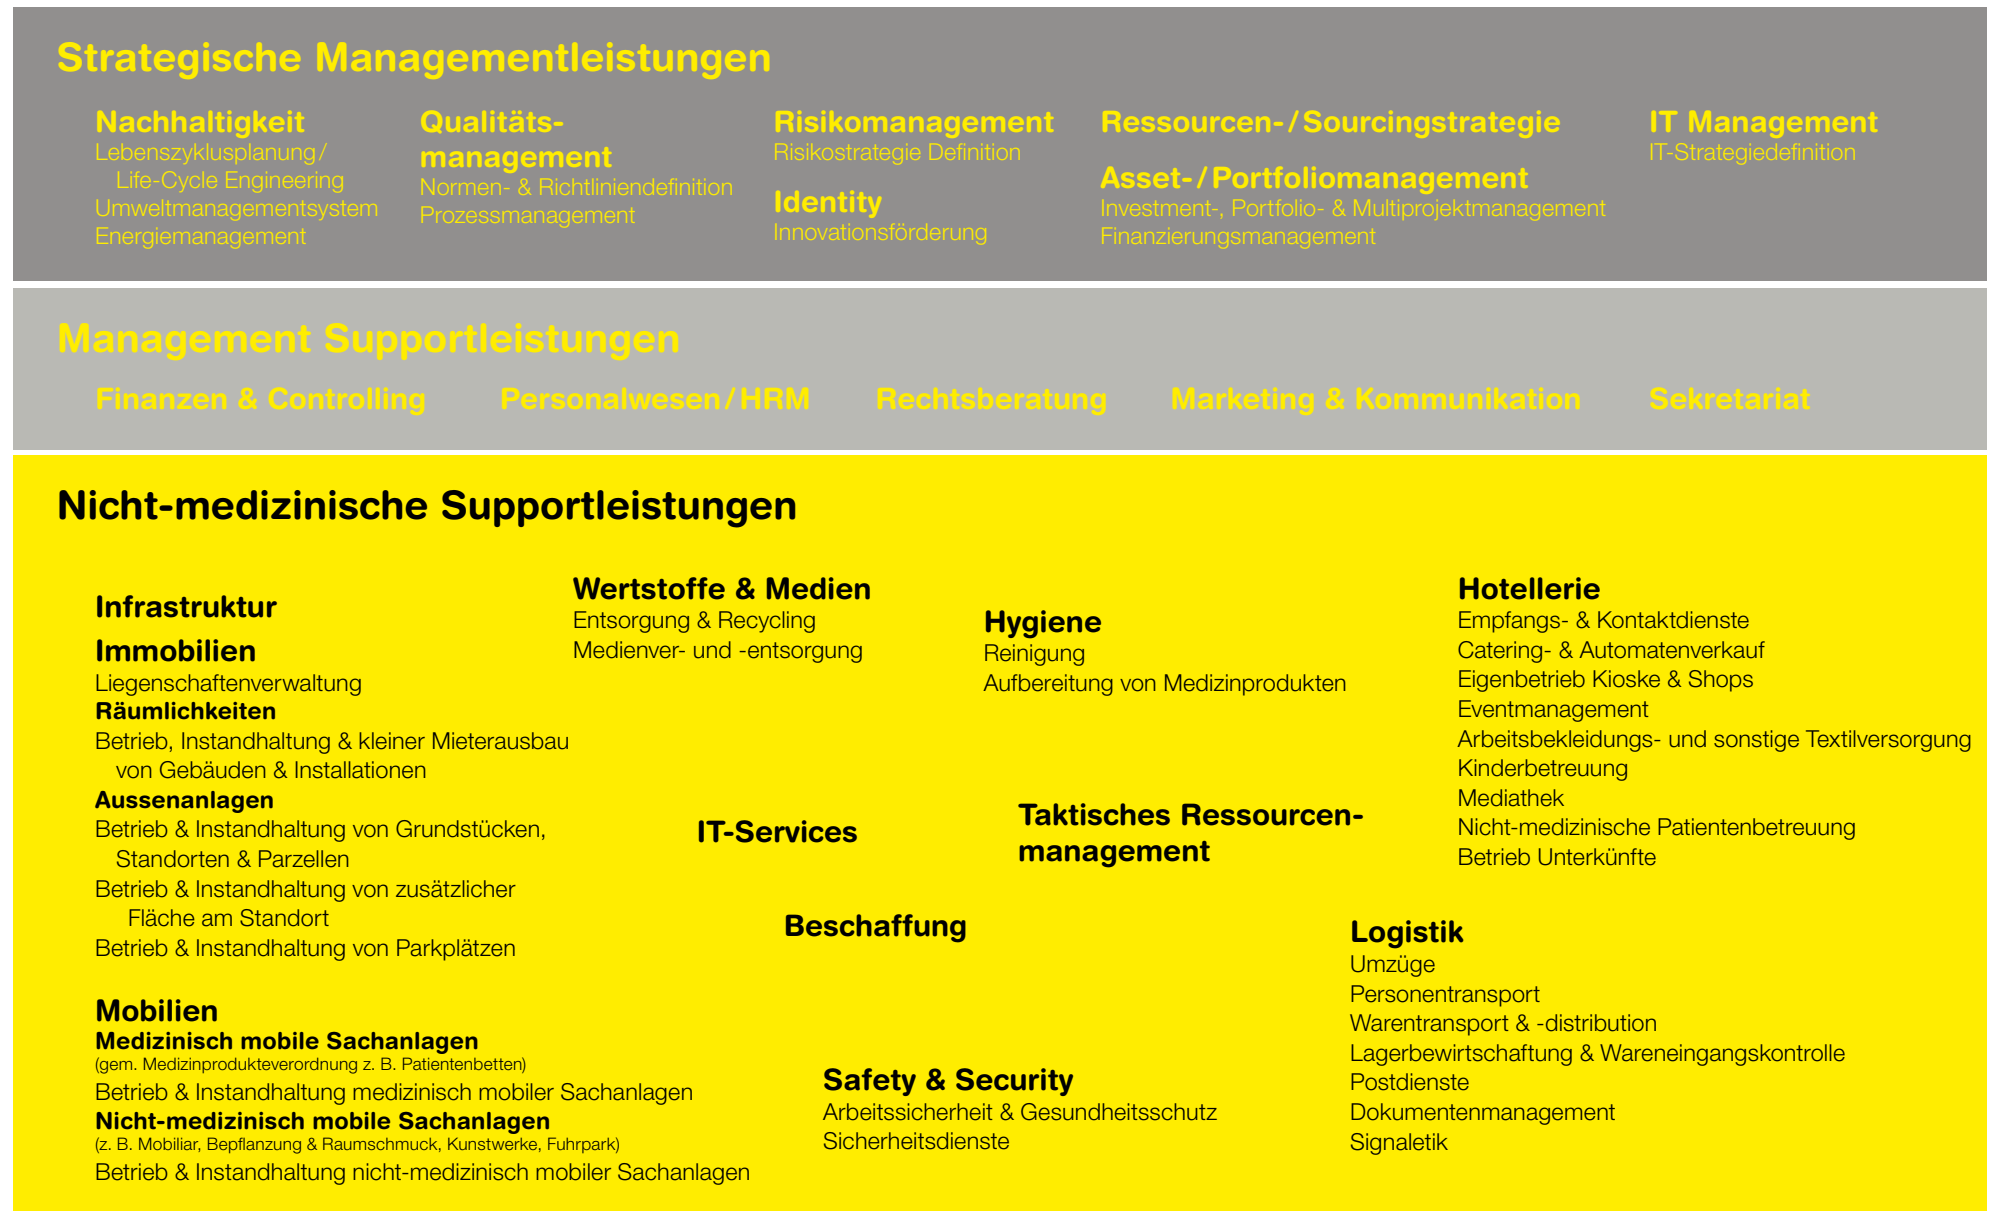 Strategische Managementleistungen
Nachhaltigkeit
Lebenszyklusplanung/
Life-Cycle Engineering
Umweltmanagementsystem
Energiemanagement
Qualitäts-
management
Normen- & Richtliniendefinition
Prozessmanagement
Risikomanagement
Risikostrategie Definition
Identity
Innovationsförderung
Ressourcen-/Sourcingstrategie
Asset-/Portfoliomanagement
Investment-, Portfolio- & Multiprojektmanagement
Finanzierungsmanagement
IT Management
IT-Strategiedefinition
Management Supportleistungen
Finanzen & Controlling
Personalwesen/HRM
Rechtsberatung
Marketing & Kommunikation
Sekretariat
Nicht-medizinische Supportleistungen
Infrastruktur
Immobilien
Liegenschaftenverwaltung
Räumlichkeiten
Betrieb, Instandhaltung & kleiner Mieterausbau
von Gebäuden & Installationen
Aussenanlagen
Betrieb & Instandhaltung von Grundstücken,
Standorten & Parzellen
Betrieb & Instandhaltung von zusätzlicher
Fläche am Standort
Betrieb & Instandhaltung von Parkplätzen
Mobilien
Medizinisch mobile Sachanlagen
(gem. Medizinprodukteverordnung z. B. Patientenbetten)
Betrieb & Instandhaltung medizinisch mobiler Sachanlagen
Nicht-medizinisch mobile Sachanlagen
(z. B. Mobiliar, Bepflanzung & Raumschmuck, Kunstwerke, Fuhrpark)
Betrieb & Instandhaltung nicht-medizinisch mobiler Sachanlagen
Wertstoffe & Medien
Entsorgung & Recycling
Medienver- und -entsorgung
Hygiene
Reinigung
Aufbereitung von Medizinprodukten
IT-Services
Taktisches Ressourcen-
management
Beschaffung
Safety & Security
Arbeitssicherheit & Gesundheitsschutz
Sicherheitsdienste
Hotellerie
Empfangs- & Kontaktdienste
Catering- & Automatenverkauf
Eigenbetrieb Kioske & Shops
Eventmanagement
Arbeitsbekleidungs- und sonstige Textilversorgung
Kinderbetreuung
Mediathek
Nicht-medizinische Patientenbetreuung
Betrieb Unterkünfte
Logistik
Umzüge
Personentransport
Warentransport & -distribution
Lagerbewirtschaftung & Wareneingangskontrolle
Postdienste
Dokumentenmanagement
Signaletik